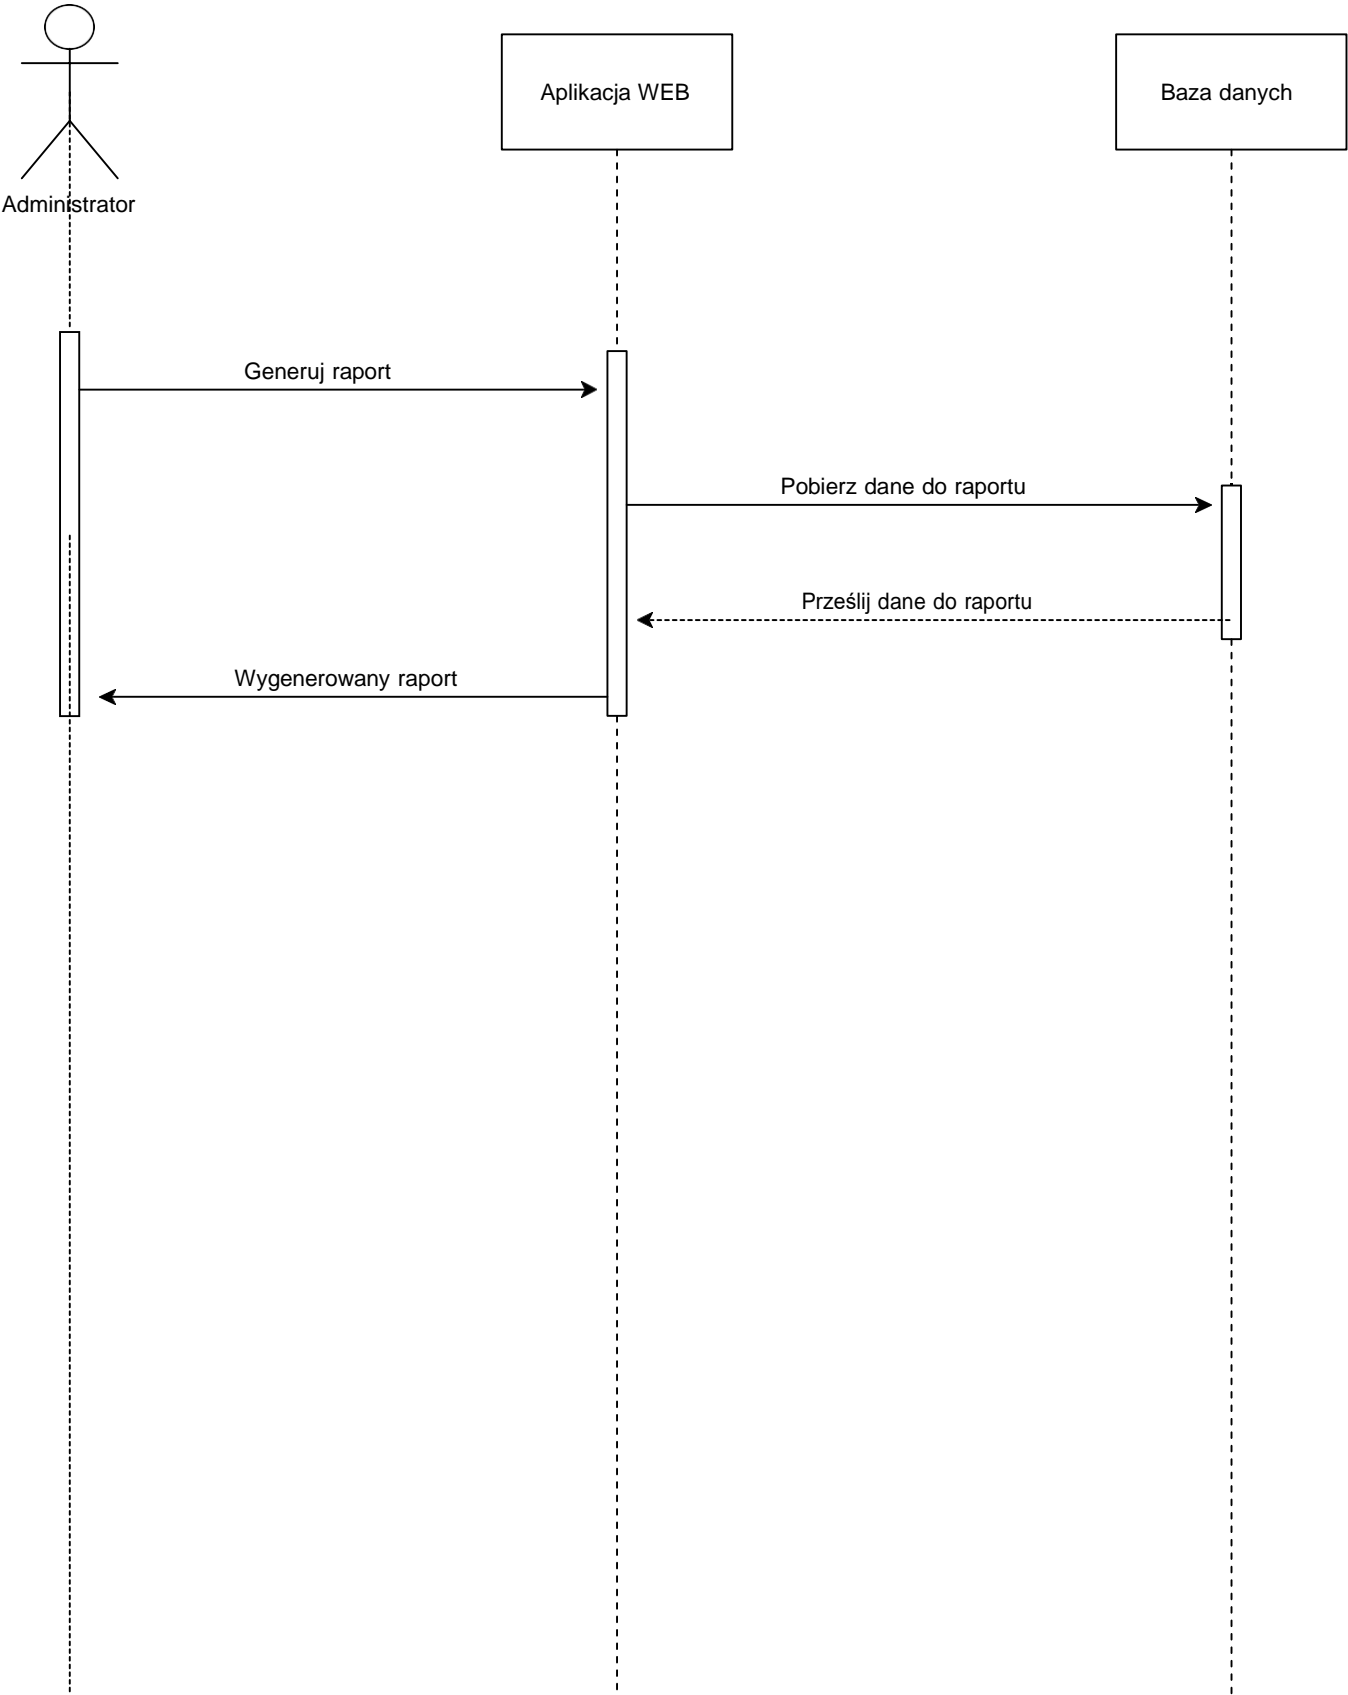 Aplikacja WEB
Baza danych
Administrator
Generuj raport
Pobierz dane do raportu
Prześlij dane do raportu
Wygenerowany raport